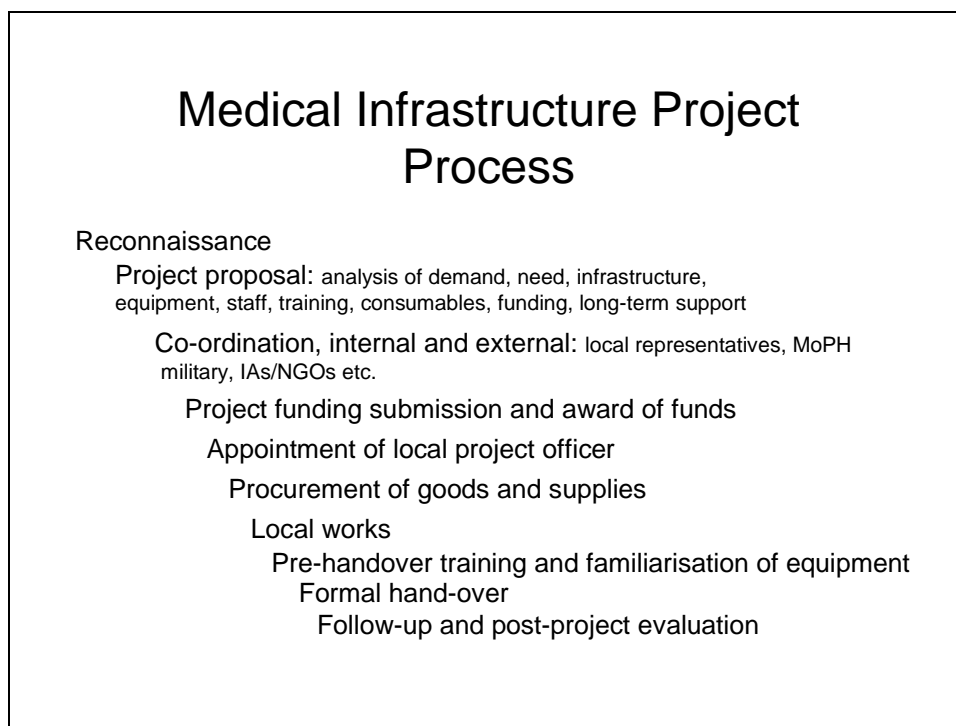 Medical Infrastructure Project
Process
Reconnaissance
Project proposal: analysis of demand, need, infrastructure,
equipment, staff, training, consumables, funding, long-term support
Co-ordination, internal and external: local representatives, MoPH
military, IAs/NGOs etc.
Project funding submission and award of funds
Appointment of local project officer
Procurement of goods and supplies
Local works
Pre-handover training and familiarisation of equipment
Formal hand-over
Follow-up and post-project evaluation